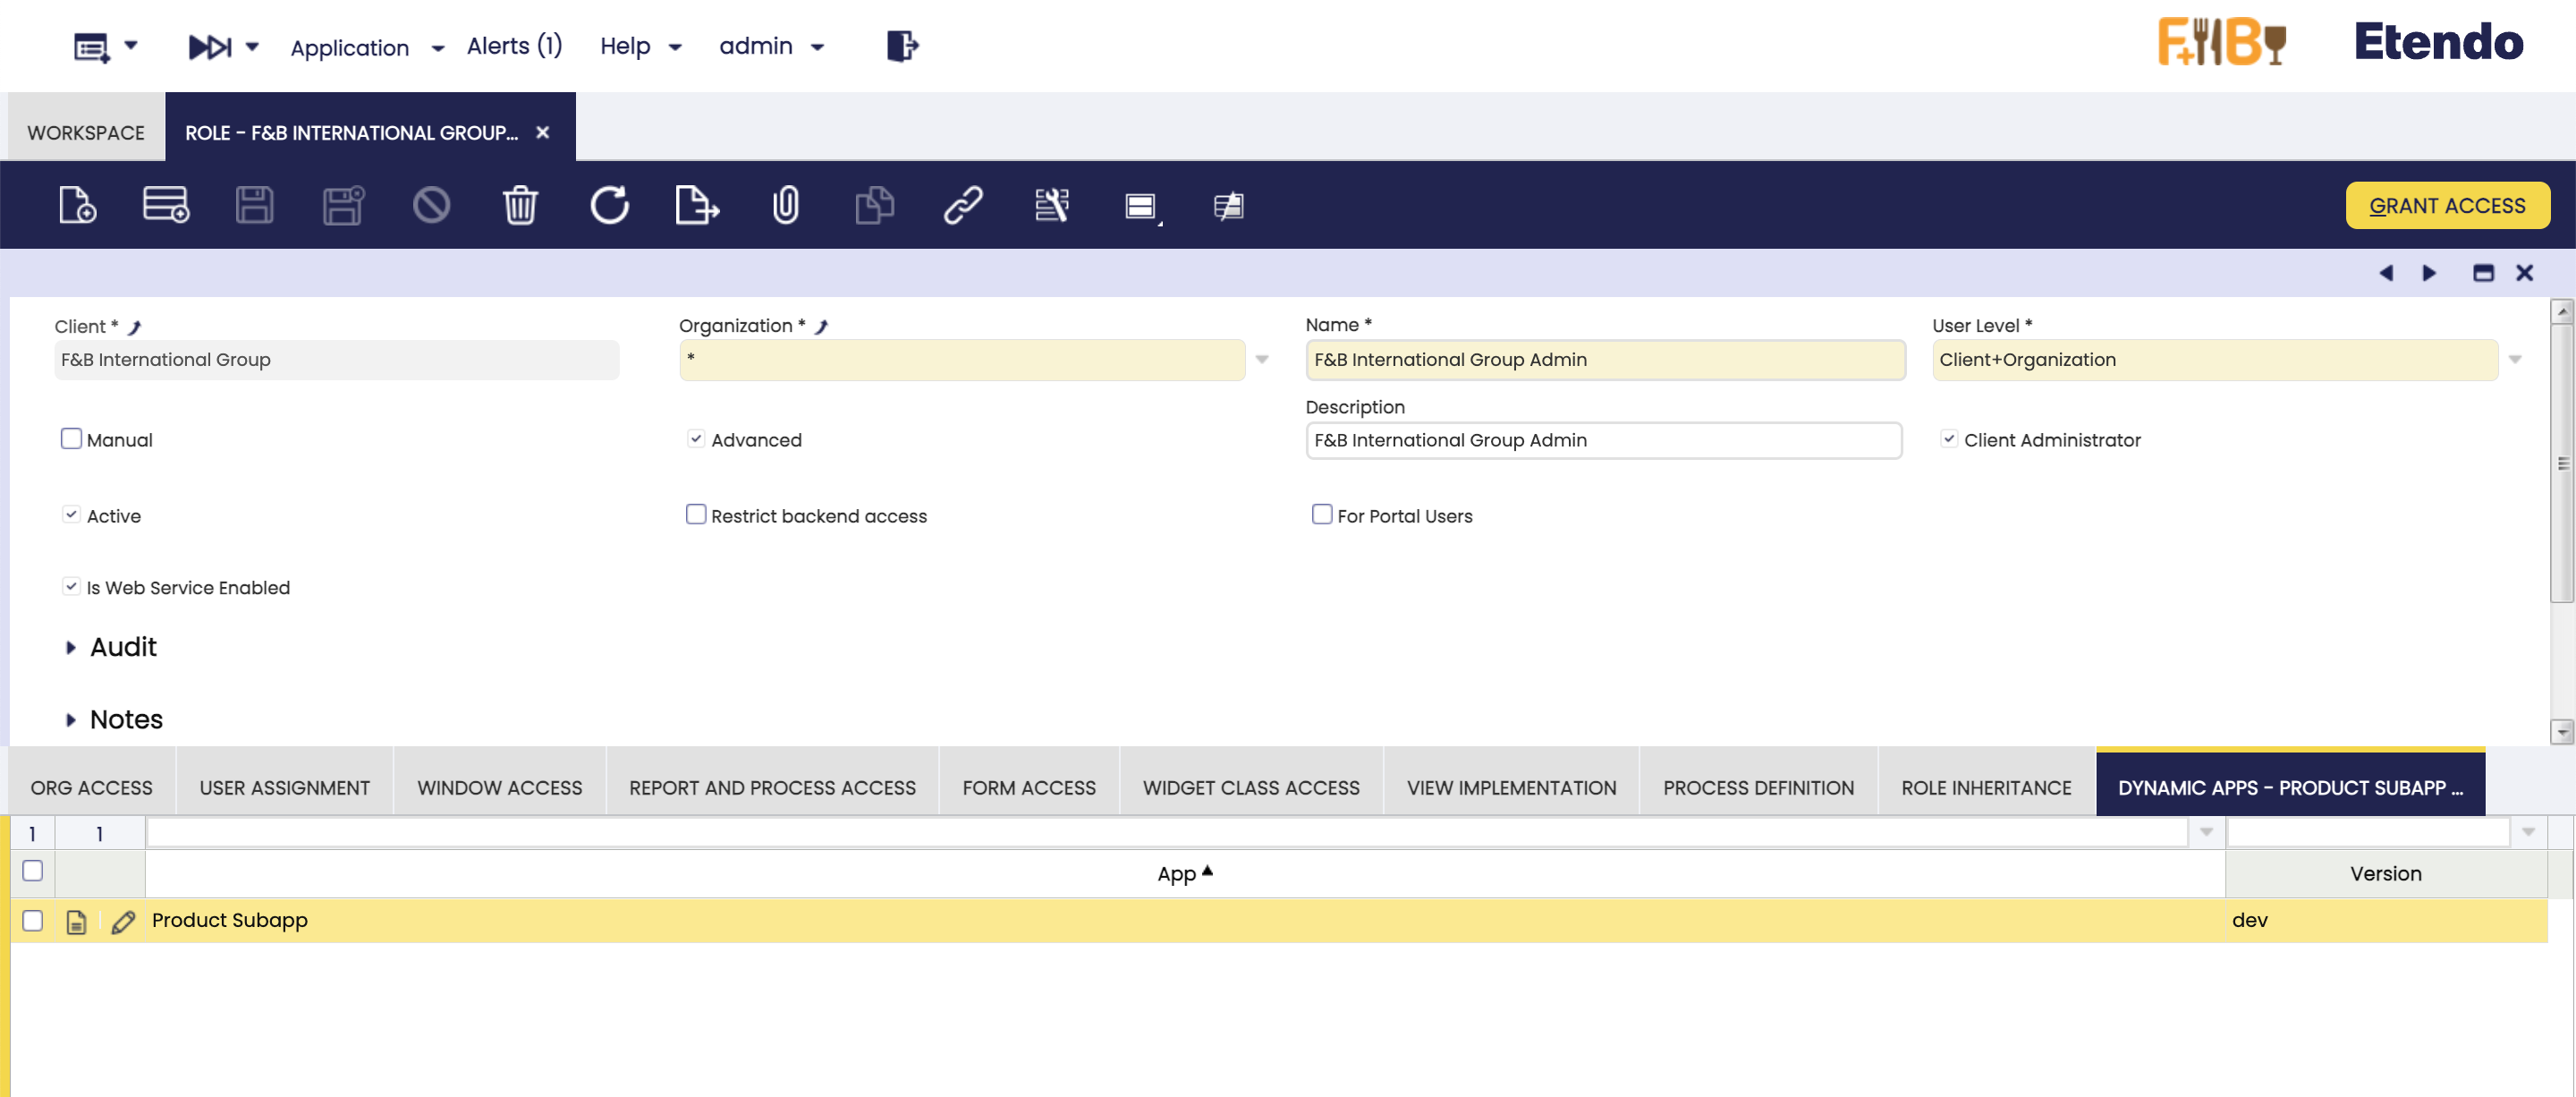 Application Alerts (1) Help admin F+B Etendo
WORKSPACE ROLE - F&B INTERNATIONAL GROUP...
GRANT ACCESS
Client * Organization * Name * User Level *
F&B International Group * F&B International Group Admin Client+Organization
Description
Manual Advanced F&B International Group Admin Client Administrator
Active Restrict backend access For Portal Users
Is Web Service Enabled
Audit
Notes
ORG ACCESS USER ASSIGNMENT WINDOW ACCESS REPORT AND PROCESS ACCESS FORM ACCESS WIDGET CLASS ACCESS VIEW IMPLEMENTATION PROCESS DEFINITION ROLE INHERITANCE DYNAMIC APPS - PRODUCT SUBAPP ...
1 1
App Version
Product Subapp dev